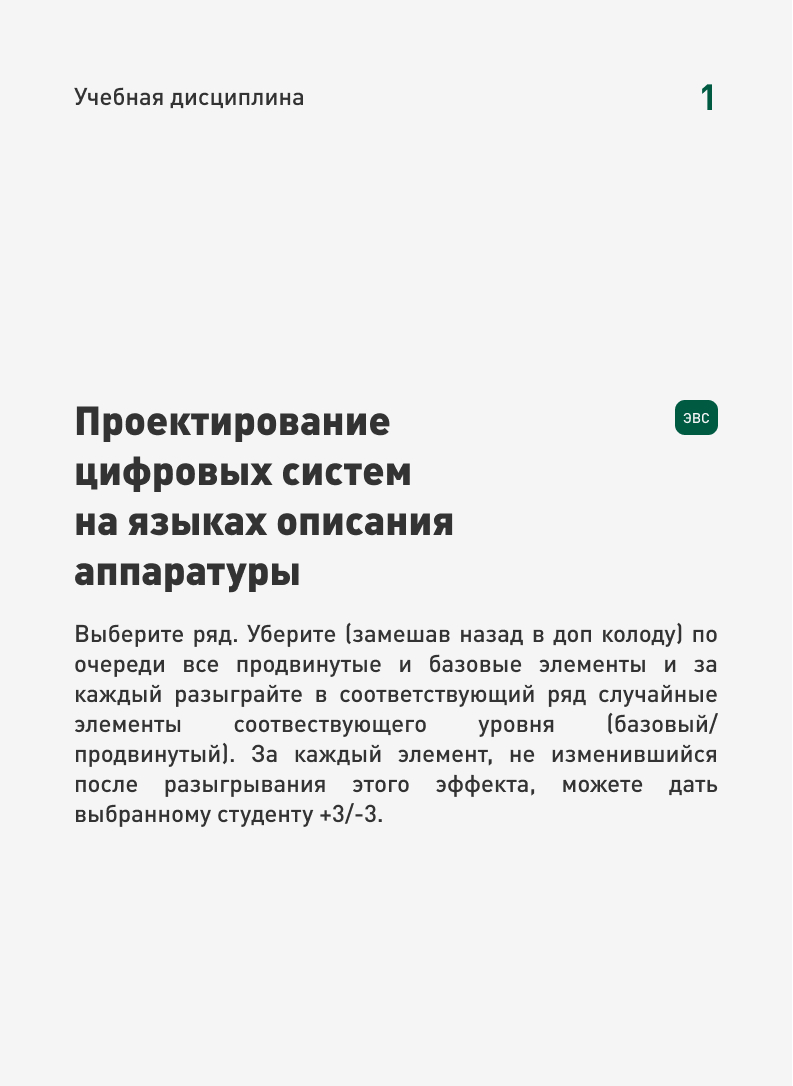 Учебная дисциплина
1
Проектирование
цифровых систем
на языках описания
аппаратуры
ЭВС
Выберите ряд. Уберите (замешав назад в доп колоду) по
очереди все продвинутые и базовые элементы и за
каждый разыграйте в соответствующий ряд случайные
элементы соотвествующего уровня (базовый/
продвинутый). За каждый элемент, не изменившийся
после разыгрывания этого эффекта, можете дать
выбранному студенту +3/-3.